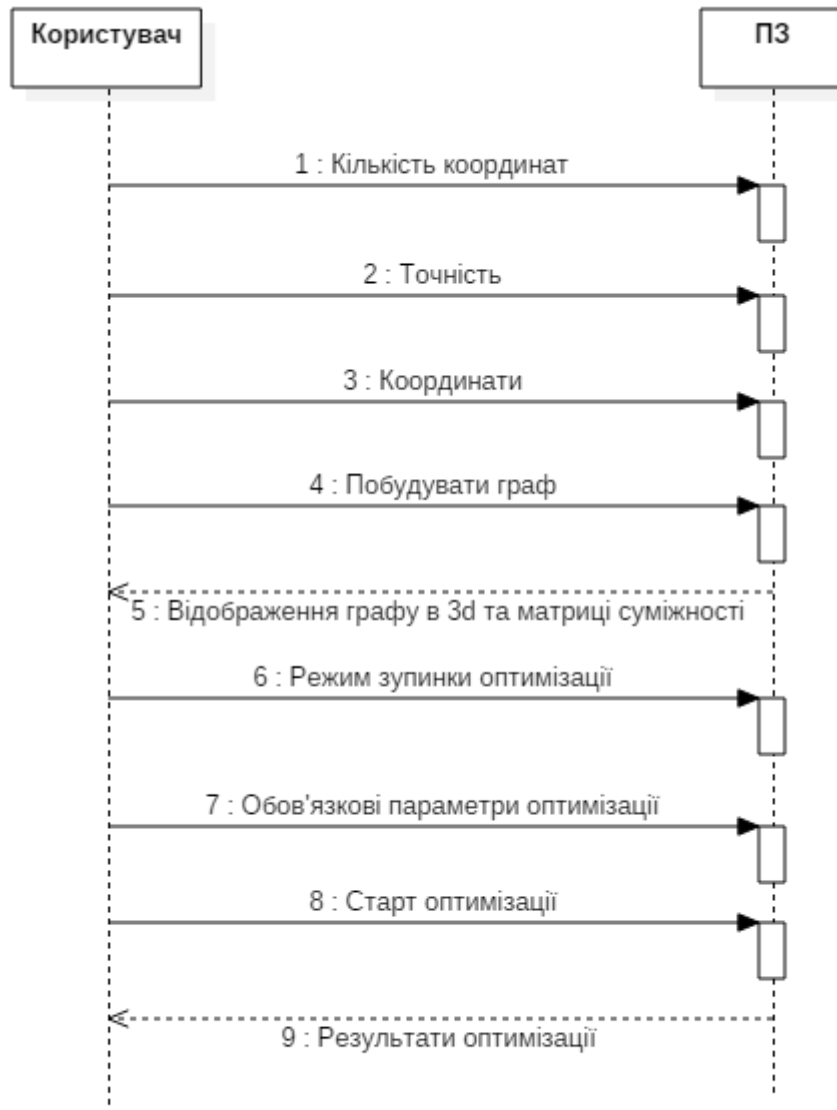 Користувач
ПЗ
1 : Кількість координат
2 : Точність
3 : Координати
4 : Побудувати граф
5 : Відображення графу в 3d та матриці суміжності
6 : Режим зупинки оптимізації
7 : Обов'язкові параметри оптимізації
8 : Старт оптимізації
9 : Результати оптимізації